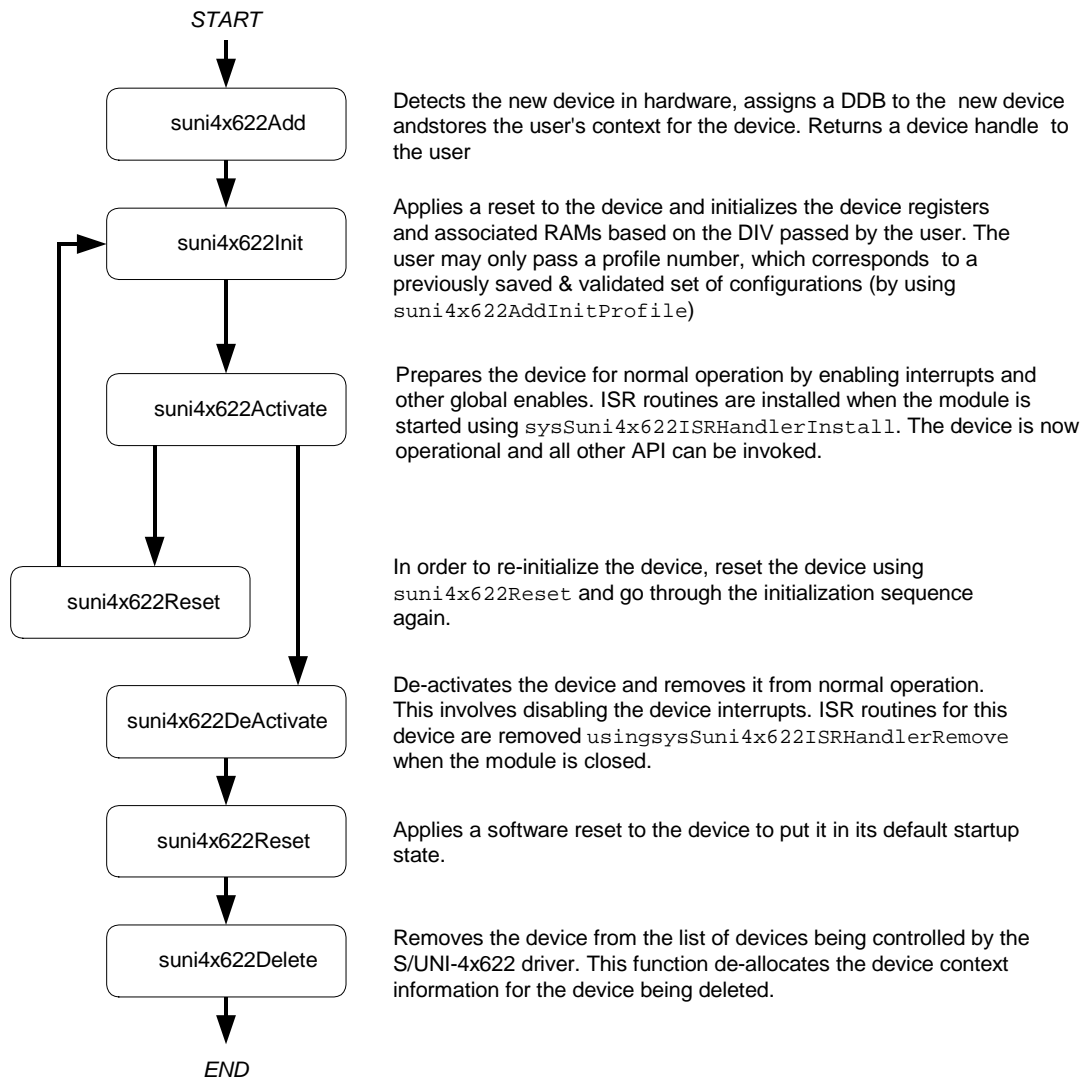 START
suni4x622Add
Detects the new device in hardware, assigns a DDB to the new device
andstores the user's context for the device. Returns a device handle to
the user
suni4x622Init
Applies a reset to the device and initializes the device registers
and associated RAMs based on the DIV passed by the user. The
user may only pass a profile number, which corresponds to a
previously saved & validated set of configurations (by using
suni4x622AddInitProfile)
suni4x622Activate
Prepares the device for normal operation by enabling interrupts and
other global enables. ISR routines are installed when the module is
started using sysSuni4x622ISRHandlerInstall. The device is now
operational and all other API can be invoked.
suni4x622Reset
In order to re-initialize the device, reset the device using
suni4x622Reset and go through the initialization sequence
again.
suni4x622DeActivate
De-activates the device and removes it from normal operation.
This involves disabling the device interrupts. ISR routines for this
device are removed usingsysSuni4x622ISRHandlerRemove
when the module is closed.
suni4x622Reset
Applies a software reset to the device to put it in its default startup
state.
suni4x622Delete
Removes the device from the list of devices being controlled by the
S/UNI-4x622 driver. This function de-allocates the device context
information for the device being deleted.
END